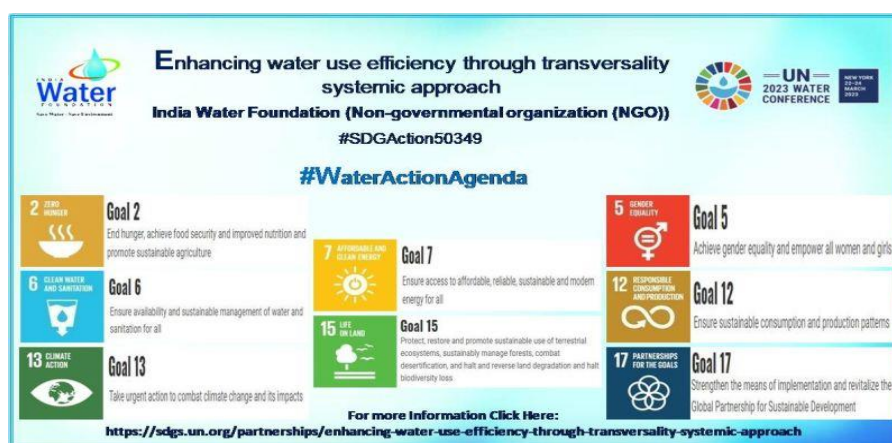 INDIA
Water
FOUNDATION
Save Water - Save Environment
Enhancing water use efficiency through transversality
systemic approach
India Water Foundation (Non-governmental organization (NGO))
#SDGAction50349
#WaterActionAgenda
UN
2023 WATER
CONFERENCE
NEW YORK
22-24
MARCH
2023
2 ZERO
HUNGER
Goal 2
End hunger, achieve food security and improved nutrition and
promote sustainable agriculture
6 CLEAN WATER
AND SANITATION
Goal 6
Ensure availability and sustainable management of water and
sanitation for all
13 CLIMATE
ACTION
Goal 13
Take urgent action to combat climate change and its impacts
7 AFFORDABLE AND
CLEAN ENERGY
Goal 7
Ensure access to affordable, reliable, sustainable and modern
energy for all
15 LIFE
ON LAND
Goal 15
Protect, restore and promote sustainable use of terrestrial
ecosystems, sustainably manage forests, combat
desertification, and halt and reverse land degradation and halt
biodiversity loss
5 GENDER
EQUALITY
Goal 5
Achieve gender equality and empower all women and girls
12 RESPONSIBLE
CONSUMPTION
AND PRODUCTION
Goal 12
Ensure sustainable consumption and production patterns
17 PARTNERSHIPS
FOR THE GOALS
Goal 17
Strengthen the means of implementation and revitalize the
Global Partnership for Sustainable Development
For more Information Click Here:
https://sdgs.un.org/partnerships/enhancing-water-use-efficiency-through-transversality-systemic-approach